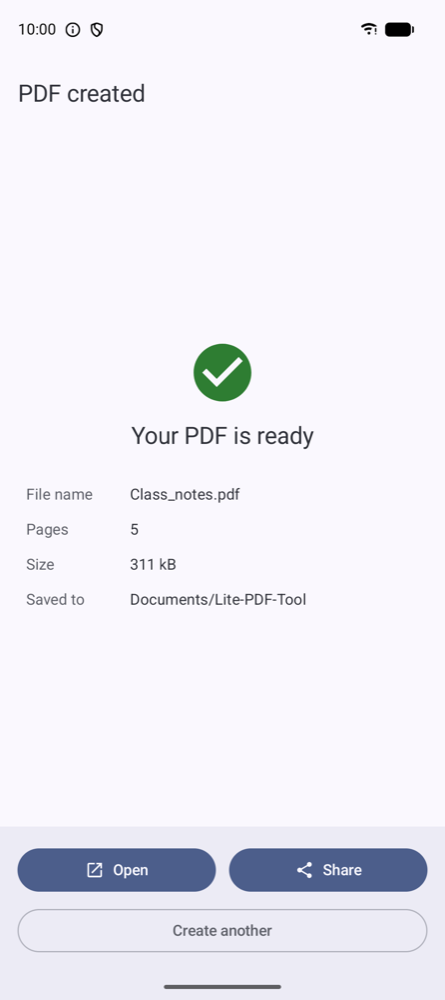 10:00
PDF created
Your PDF is ready
File name Class_notes.pdf
Pages 5
Size 311 kB
Saved to Documents/Lite-PDF-Tool
Open Share
Create another